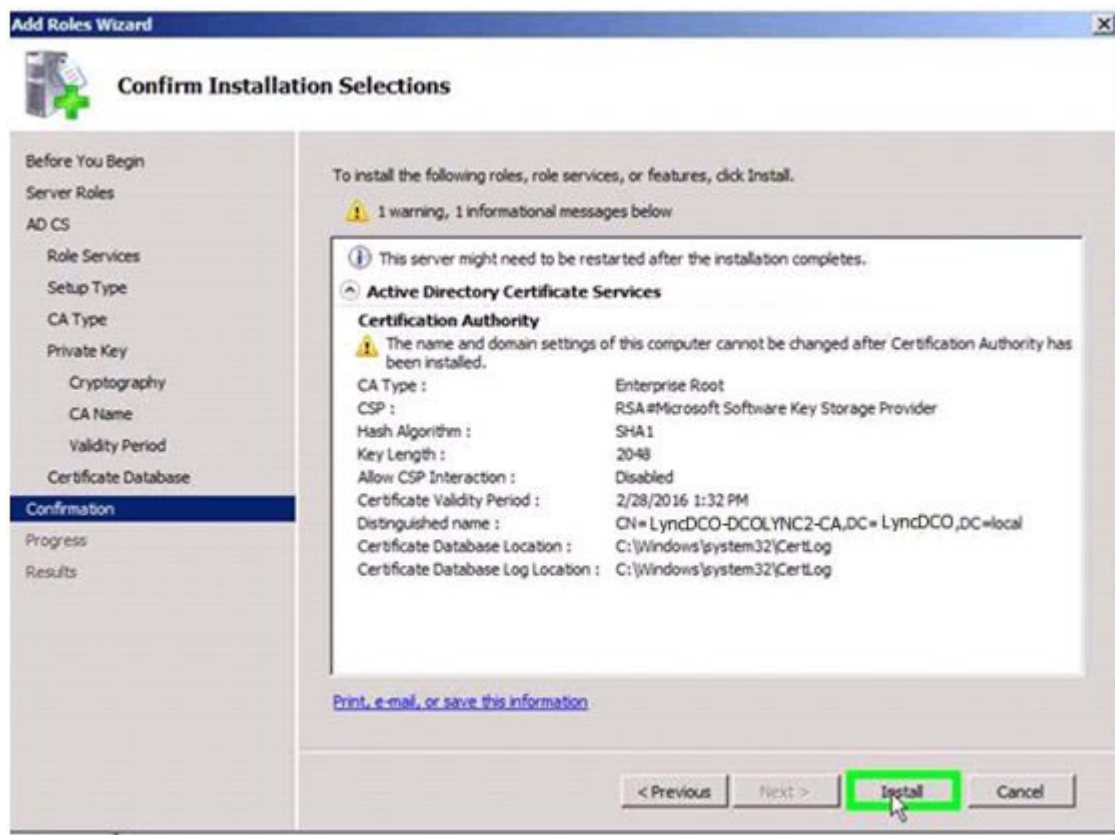 Add Roles Wizard
Confirm Installation Selections
Before You Begin
Server Roles
AD CS
Role Services
Setup Type
CA Type
Private Key
Cryptography
CA Name
Validity Period
Certificate Database
Confirmation
Progress
Results
To install the following roles, role services, or features, click Install.
1 warning, 1 informational messages below
This server might need to be restarted after the installation completes.
Active Directory Certificate Services
Certification Authority
The name and domain settings of this computer cannot be changed after Certification Authority has
been installed.
CA Type : Enterprise Root
CSP : RSA#Microsoft Software Key Storage Provider
Hash Algorithm : SHA1
Key Length : 2048
Allow CSP Interaction : Disabled
Certificate Validity Period : 2/28/2016 1:32 PM
Distinguished name : CN=LyncDCO-DCOLYNC2-CA,DC=LyncDCO,DC=local
Certificate Database Location : C:\Windows\system32\CertLog
Certificate Database Log Location : C:\Windows\system32\CertLog
Print, e-mail, or save this information
< Previous Next > Install Cancel